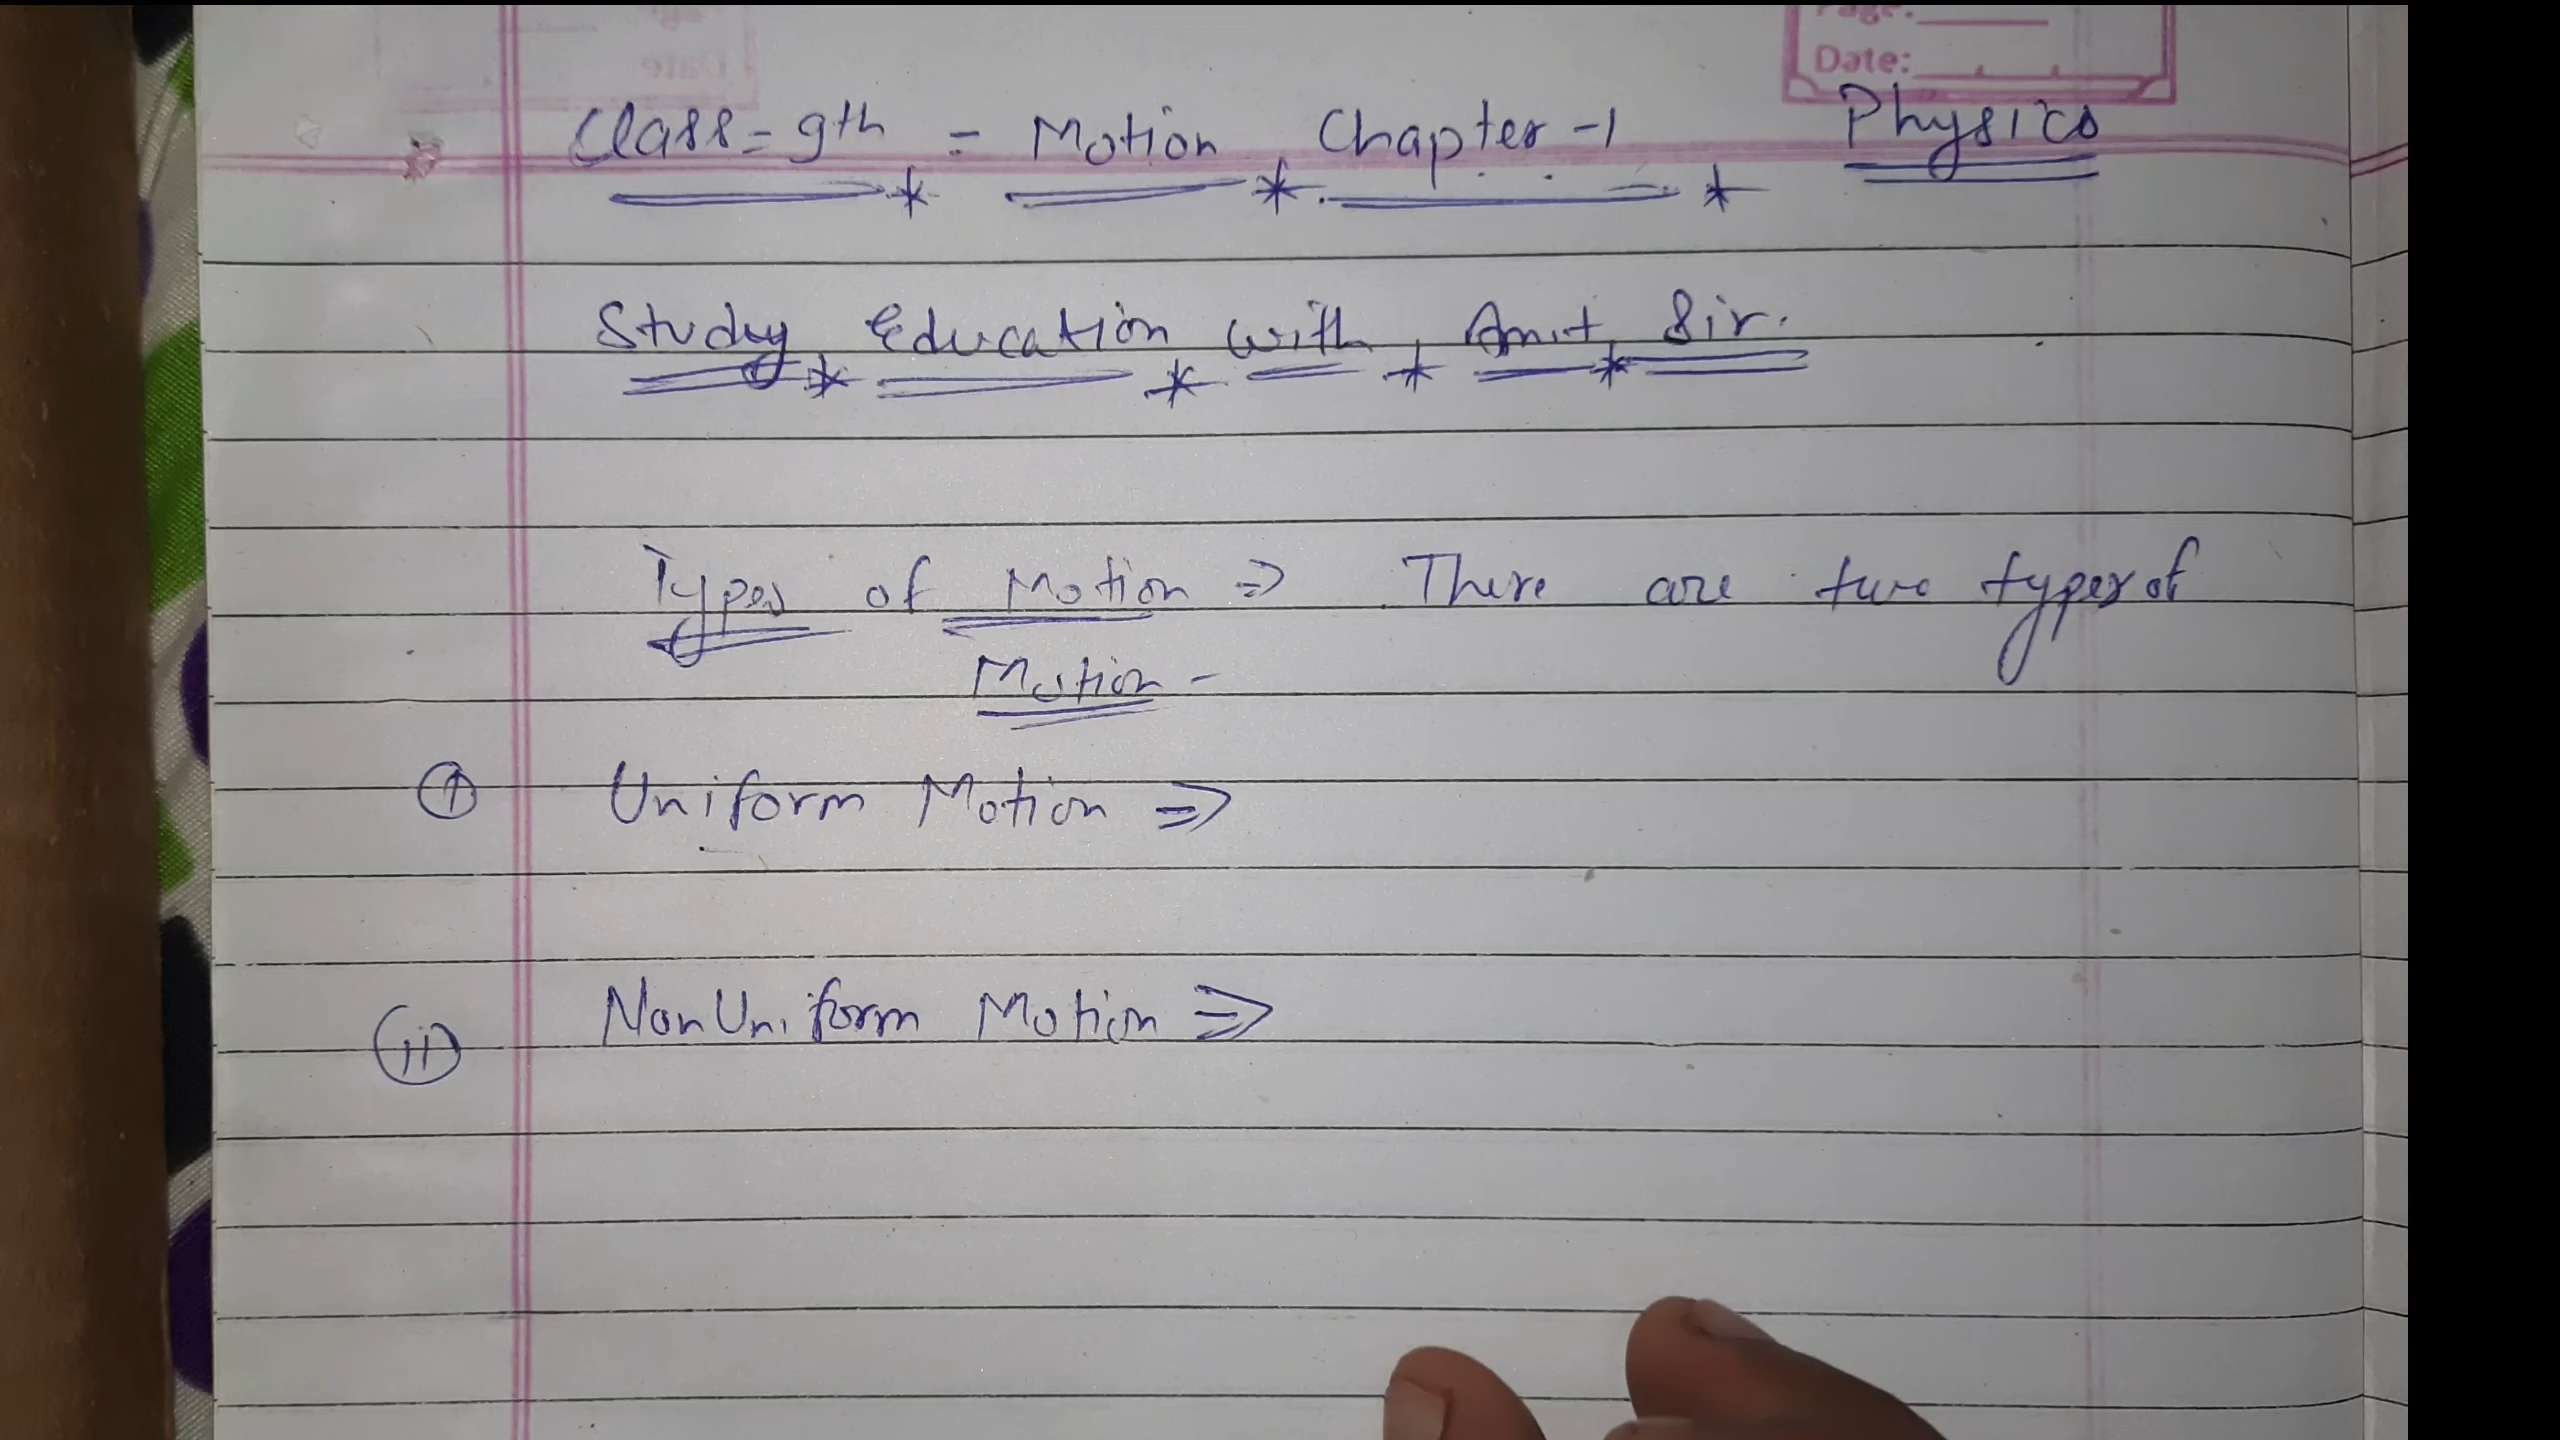 Page:
Date:
Class = 9th = Motion Chapter-1 Physics
Study Education with Amit Sir.
Types of Motion => There are two types of
Motion -
(i) Uniform Motion =>
(ii) Non Uniform Motion =>